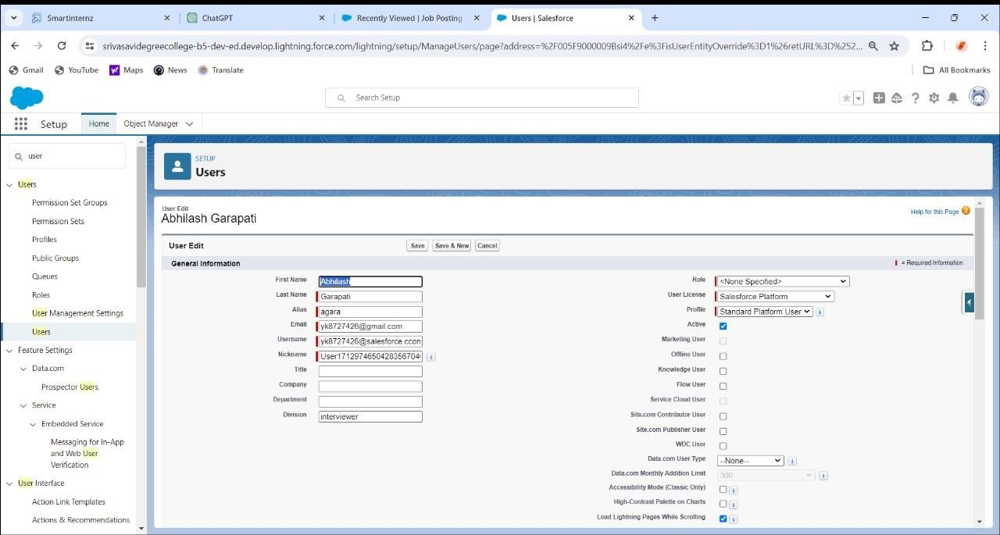 Smartinternz
ChatGPT
Recently Viewed | Job Posting
Users | Salesforce
srivasavidegreecollege-b5-dev-ed.develop.lightning.force.com/lightning/setup/ManageUsers/page?address=%2F005F9000009Bsi4%2Fe%3FisUserEntityOverride%3D1%26retURL%3D%252...
Gmail
YouTube
Maps
News
Translate
All Bookmarks
Search Setup
Setup
Home
Object Manager
user
Users
Permission Set Groups
Permission Sets
Profiles
Public Groups
Queues
Roles
User Management Settings
Users
Feature Settings
Data.com
Prospector Users
Service
Embedded Service
Messaging for In-App
and Web User
Verification
User Interface
Action Link Templates
Actions & Recommendations
SETUP
Users
User Edit
Abhilash Garapati
Help for this Page
User Edit
Save
Save & New
Cancel
General Information
= Required Information
First Name Abhilash
Last Name Garapati
Alias agara
Email yk8727426@gmail.com
Username yk8727426@salesforce.ccon
Nickname User1712974650428356704
Title
Company
Department
Division interviewer
Role <None Specified>
User License Salesforce Platform
Profile Standard Platform User
Active
Marketing User
Offline User
Knowledge User
Flow User
Service Cloud User
Site.com Contributor User
Site.com Publisher User
WDC User
Data.com User Type --None--
Data.com Monthly Addition Limit 300
Accessibility Mode (Classic Only)
High-Contrast Palette on Charts
Load Lightning Pages While Scrolling